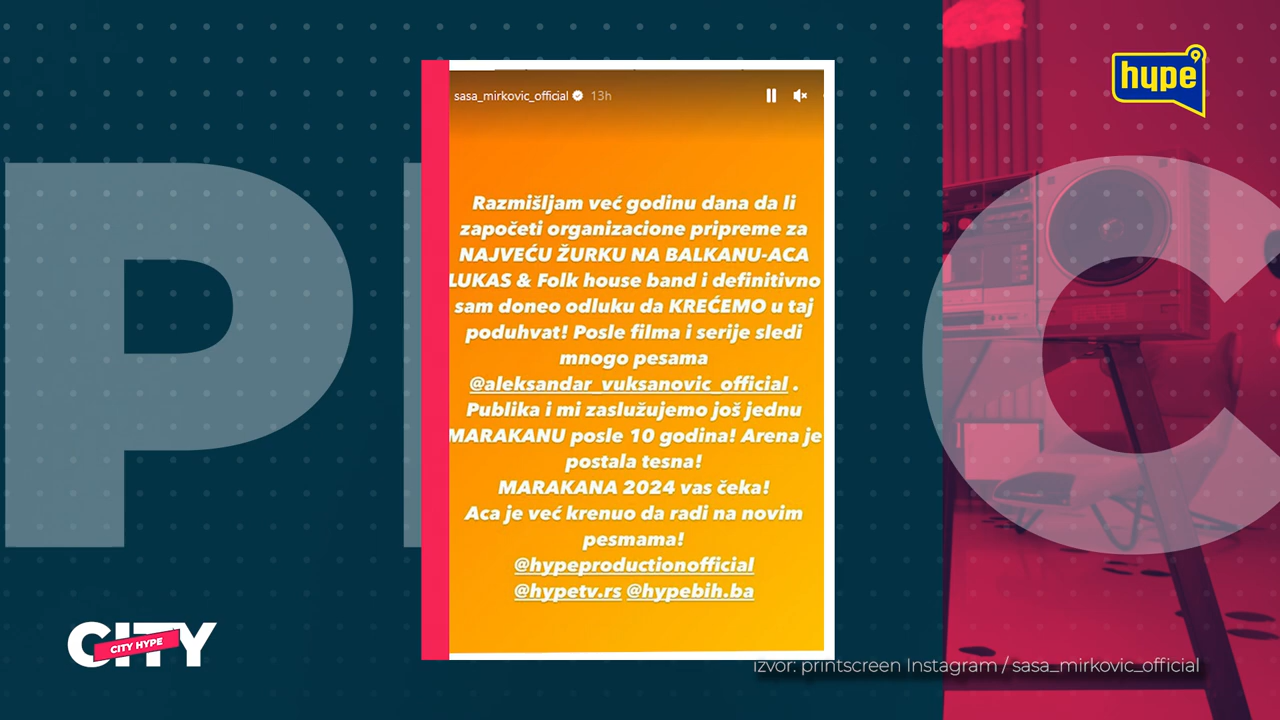 hype
sasa_mirkovic_official 13h
Razmišljam već godinu dana da li
započeti organizacione pripreme za
NAJVEĆU ŽURKU NA BALKANU-ACA
LUKAS & Folk house band i definitivno
sam doneo odluku da KREĆEMO u taj
poduhvat! Posle filma i serije sledi
mnogo pesama
@aleksandar_vuksanovic_official .
Publika i mi zaslužujemo još jednu
MARAKANU posle 10 godina! Arena je
postala tesna!
MARAKANA 2024 vas čeka!
Aca je već krenuo da radi na novim
pesmama!
@hypeproductionofficial
@hypetv.rs @hypebih.ba
CITY
CITY HYPE
izvor: printscreen Instagram / sasa_mirkovic_official